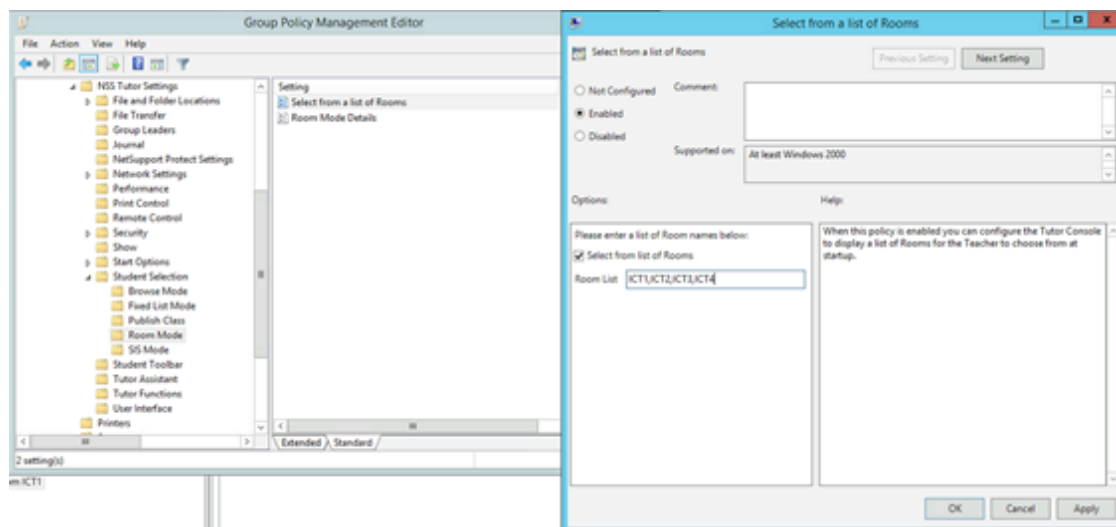 Group Policy Management Editor
File Action View Help
NSS Tutor Settings
File and Folder Locations
File Transfer
Group Leaders
Journal
NetSupport Protect Settings
Network Settings
Performance
Print Control
Remote Control
Security
Show
Start Options
Student Selection
Browse Mode
Fixed List Mode
Publish Class
Room Mode
SIS Mode
Student Toolbar
Tutor Assistant
Tutor Functions
User Interface
Printers
Setting
Select from a list of Rooms
Room Mode Details
Extended Standard
2 setting(s)
m ICT1
Select from a list of Rooms
Select from a list of Rooms
Previous Setting Next Setting
Not Configured Comment:
Enabled
Disabled
Supported on: At least Windows 2000
Options: Help:
Please enter a list of Room names below:
Select from list of Rooms
Room List ICT1,ICT2,ICT3,ICT4
When this policy is enabled you can configure the Tutor Console
to display a list of Rooms for the Teacher to choose from at
startup.
OK Cancel Apply